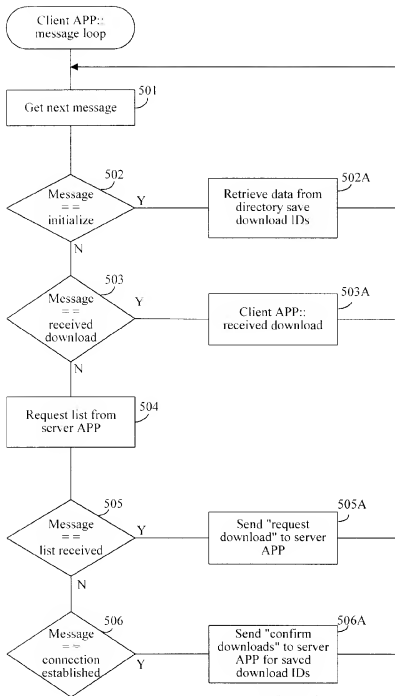 Client APP::
message loop
501
Get next message
502
502A
Message
==
initialize
Y
Retrieve data from
directory save
download IDs
N
503
503A
Message
==
received
download
Y
Client APP::
received download
N
504
Request list from
server APP
505
505A
Message
==
list received
Y
Send "request
download" to server
APP
N
506
506A
Message
==
connection
established
Y
Send "confirm
downloads" to server
APP for saved
download IDs